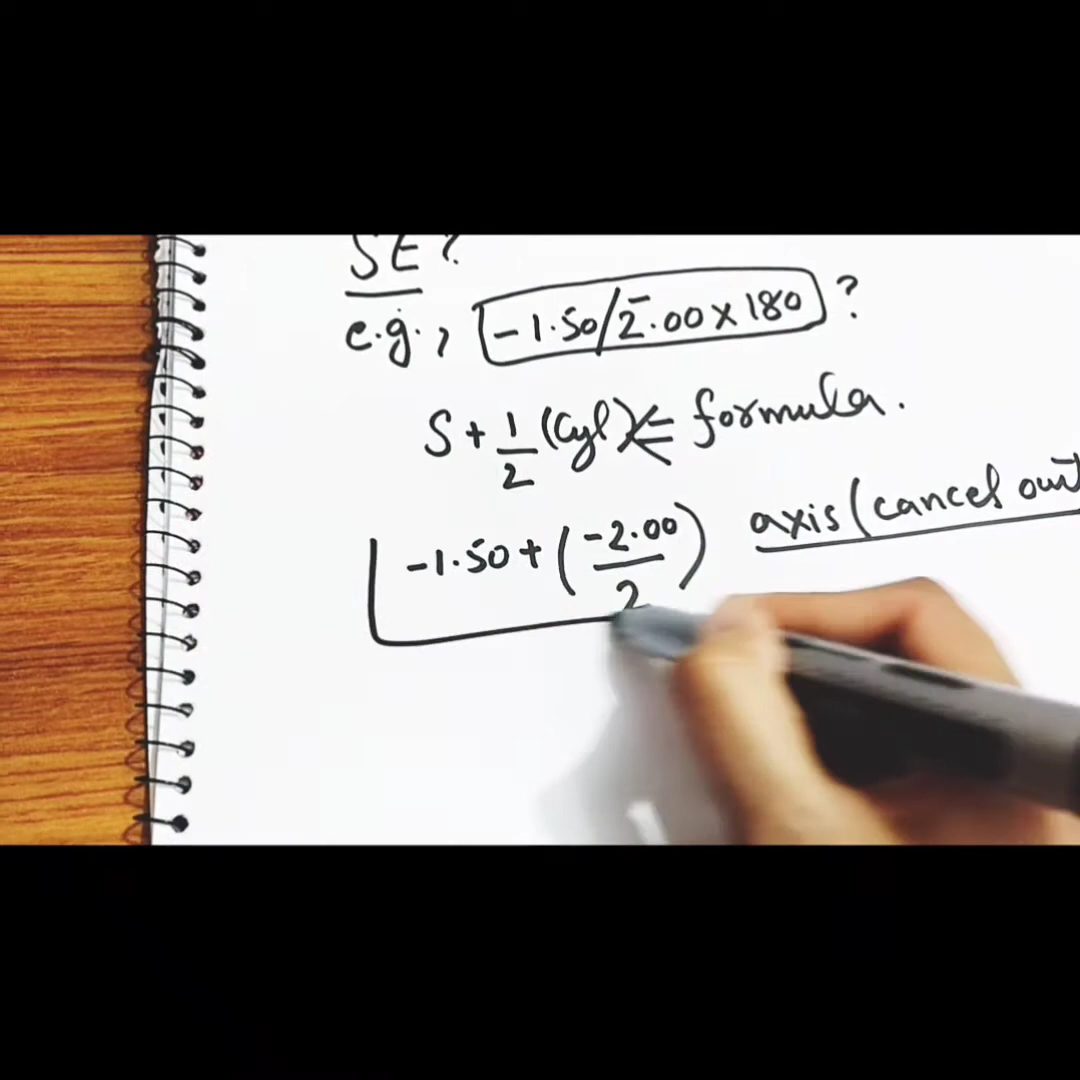 SE?
e.g., -1.50/-2.00 x 180 ?
S + 1/2 (Cyl) ⇐ formula.
-1.50 + (-2.00/2) axis (cancel out